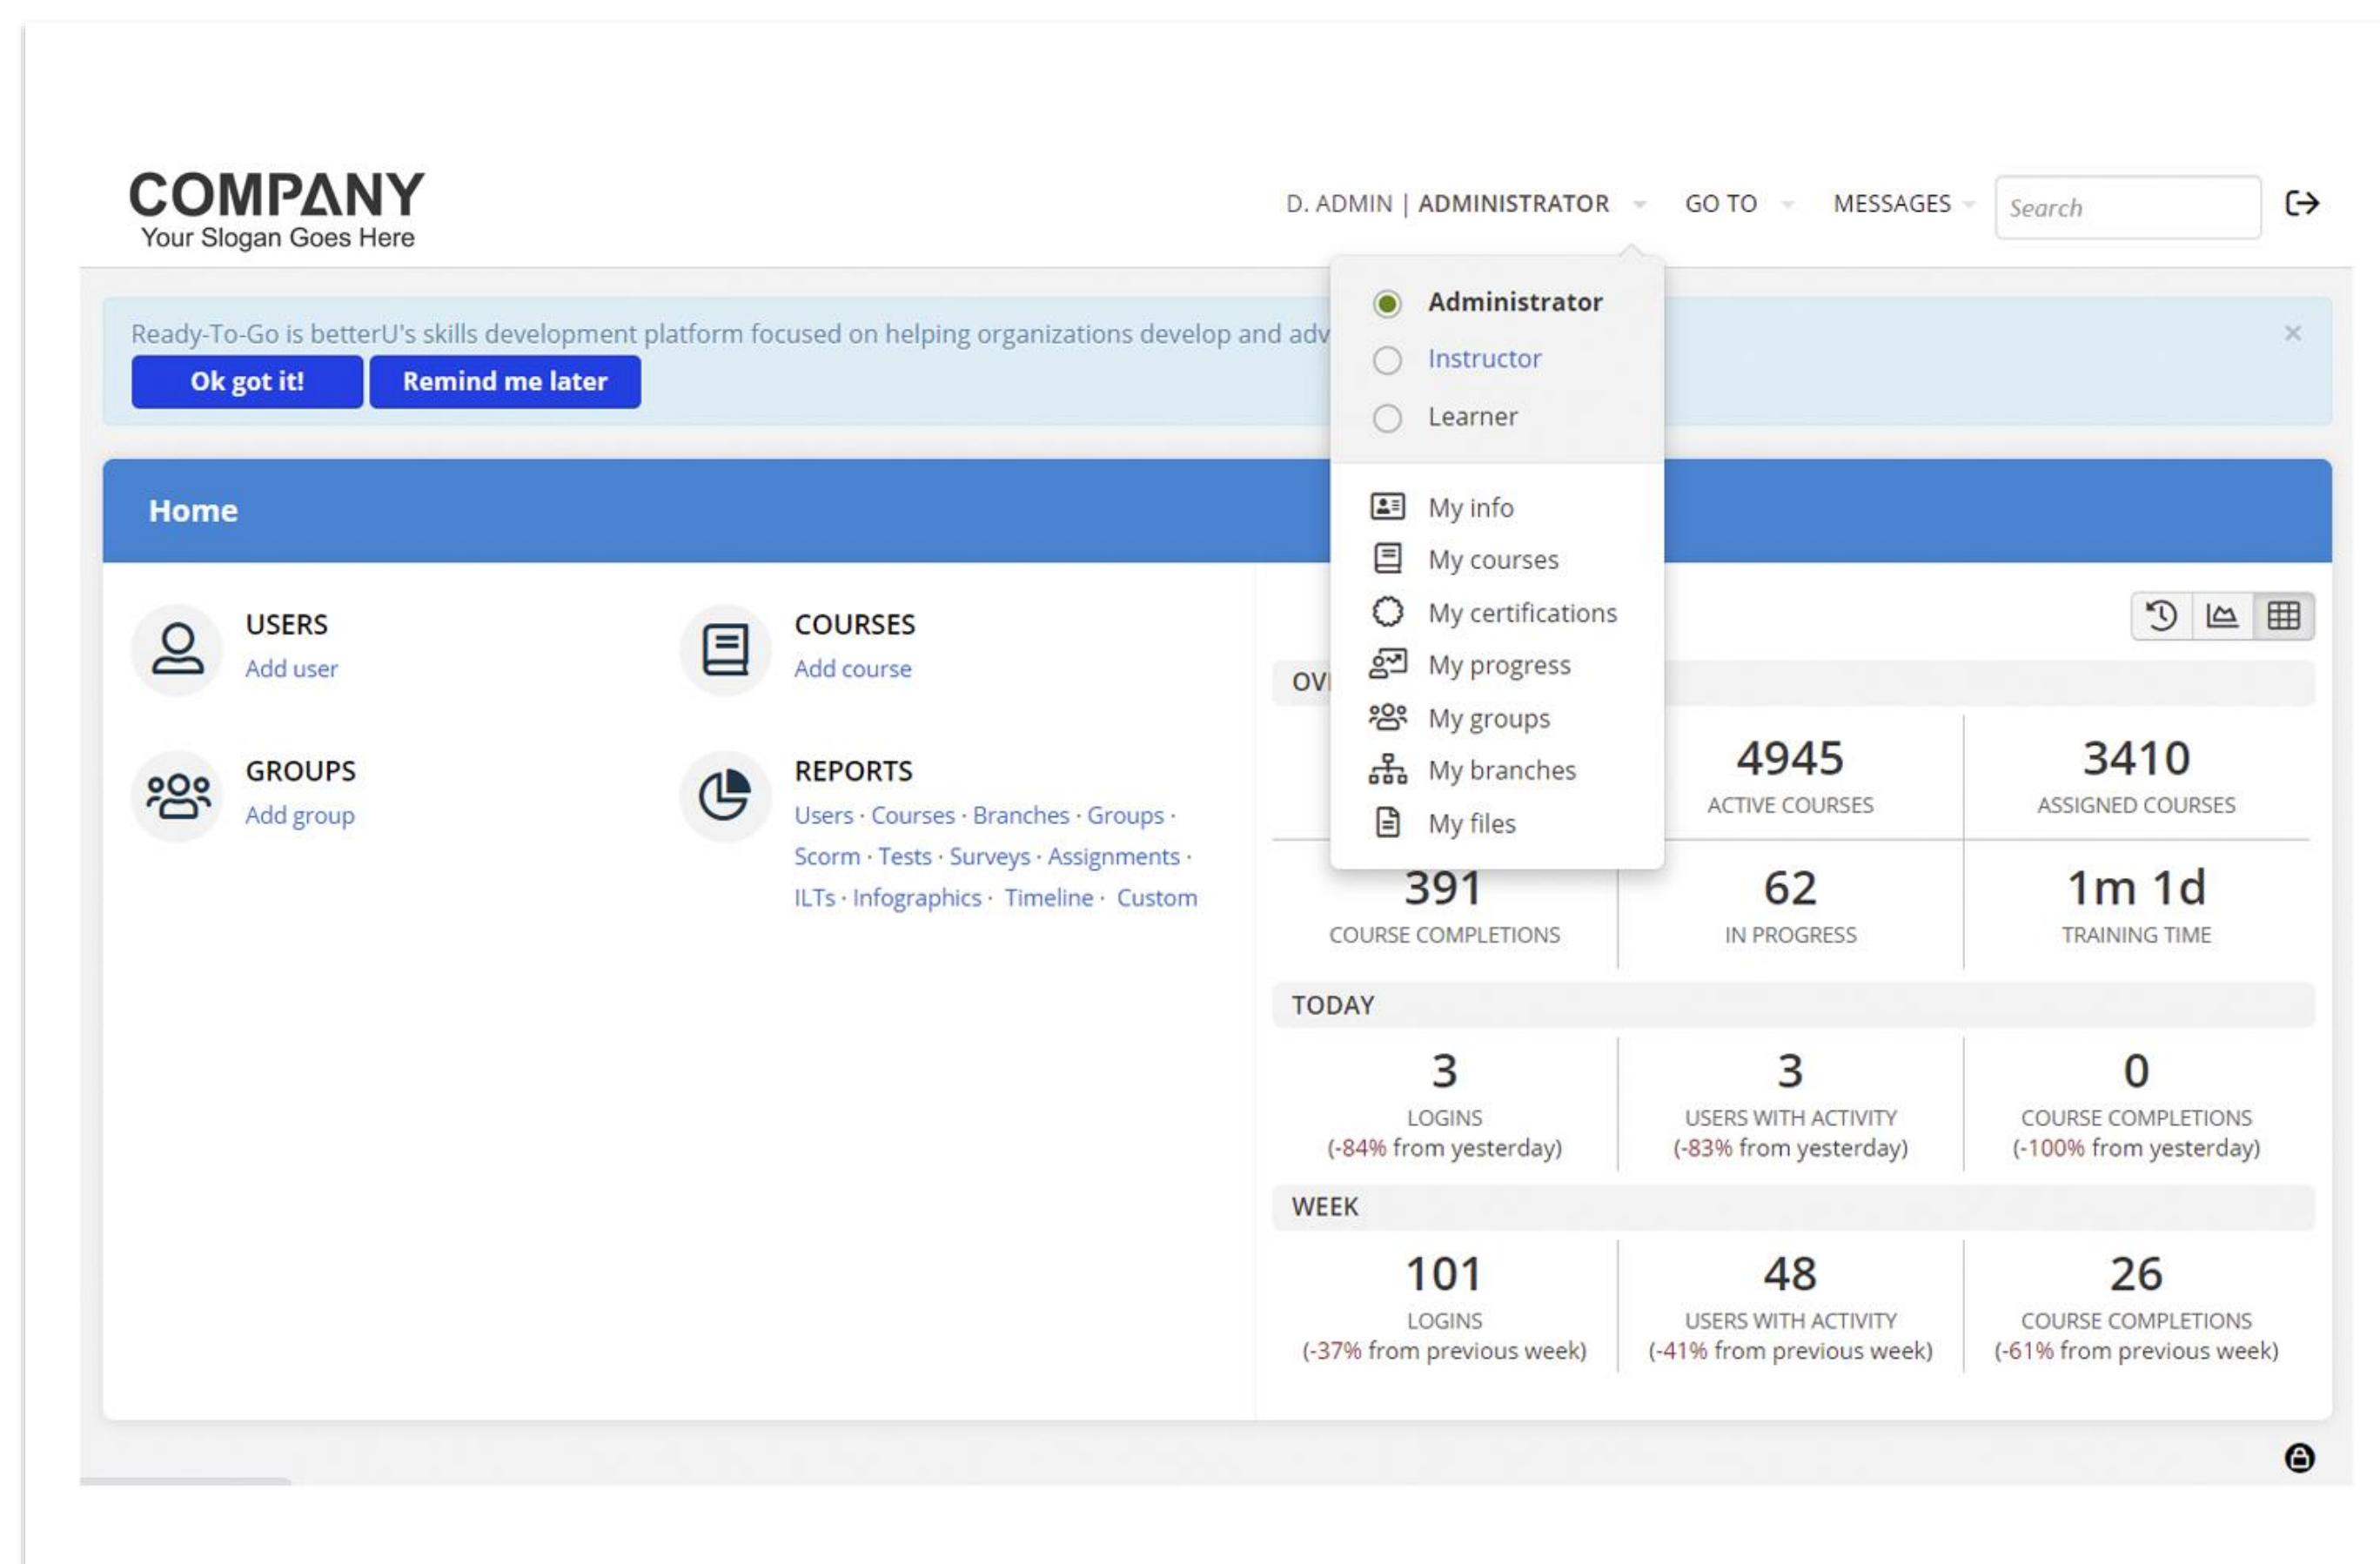 COMPANY
Your Slogan Goes Here
D. ADMIN | ADMINISTRATOR
GO TO
MESSAGES
Search
Ready-To-Go is betterU's skills development platform focused on helping organizations develop and
Ok got it!
Remind me later
Administrator
Instructor
Learner
My info
My courses
My certifications
My progress
My groups
My branches
My files
Home
USERS
Add user
COURSES
Add course
GROUPS
Add group
REPORTS
Users · Courses · Branches · Groups ·
Scorm · Tests · Surveys · Assignments ·
ILTs · Infographics · Timeline · Custom
4945
ACTIVE COURSES
3410
ASSIGNED COURSES
391
COURSE COMPLETIONS
62
IN PROGRESS
1m 1d
TRAINING TIME
TODAY
3
LOGINS
(-84% from yesterday)
3
USERS WITH ACTIVITY
(-83% from yesterday)
0
COURSE COMPLETIONS
(-100% from yesterday)
WEEK
101
LOGINS
(-37% from previous week)
48
USERS WITH ACTIVITY
(-41% from previous week)
26
COURSE COMPLETIONS
(-61% from previous week)